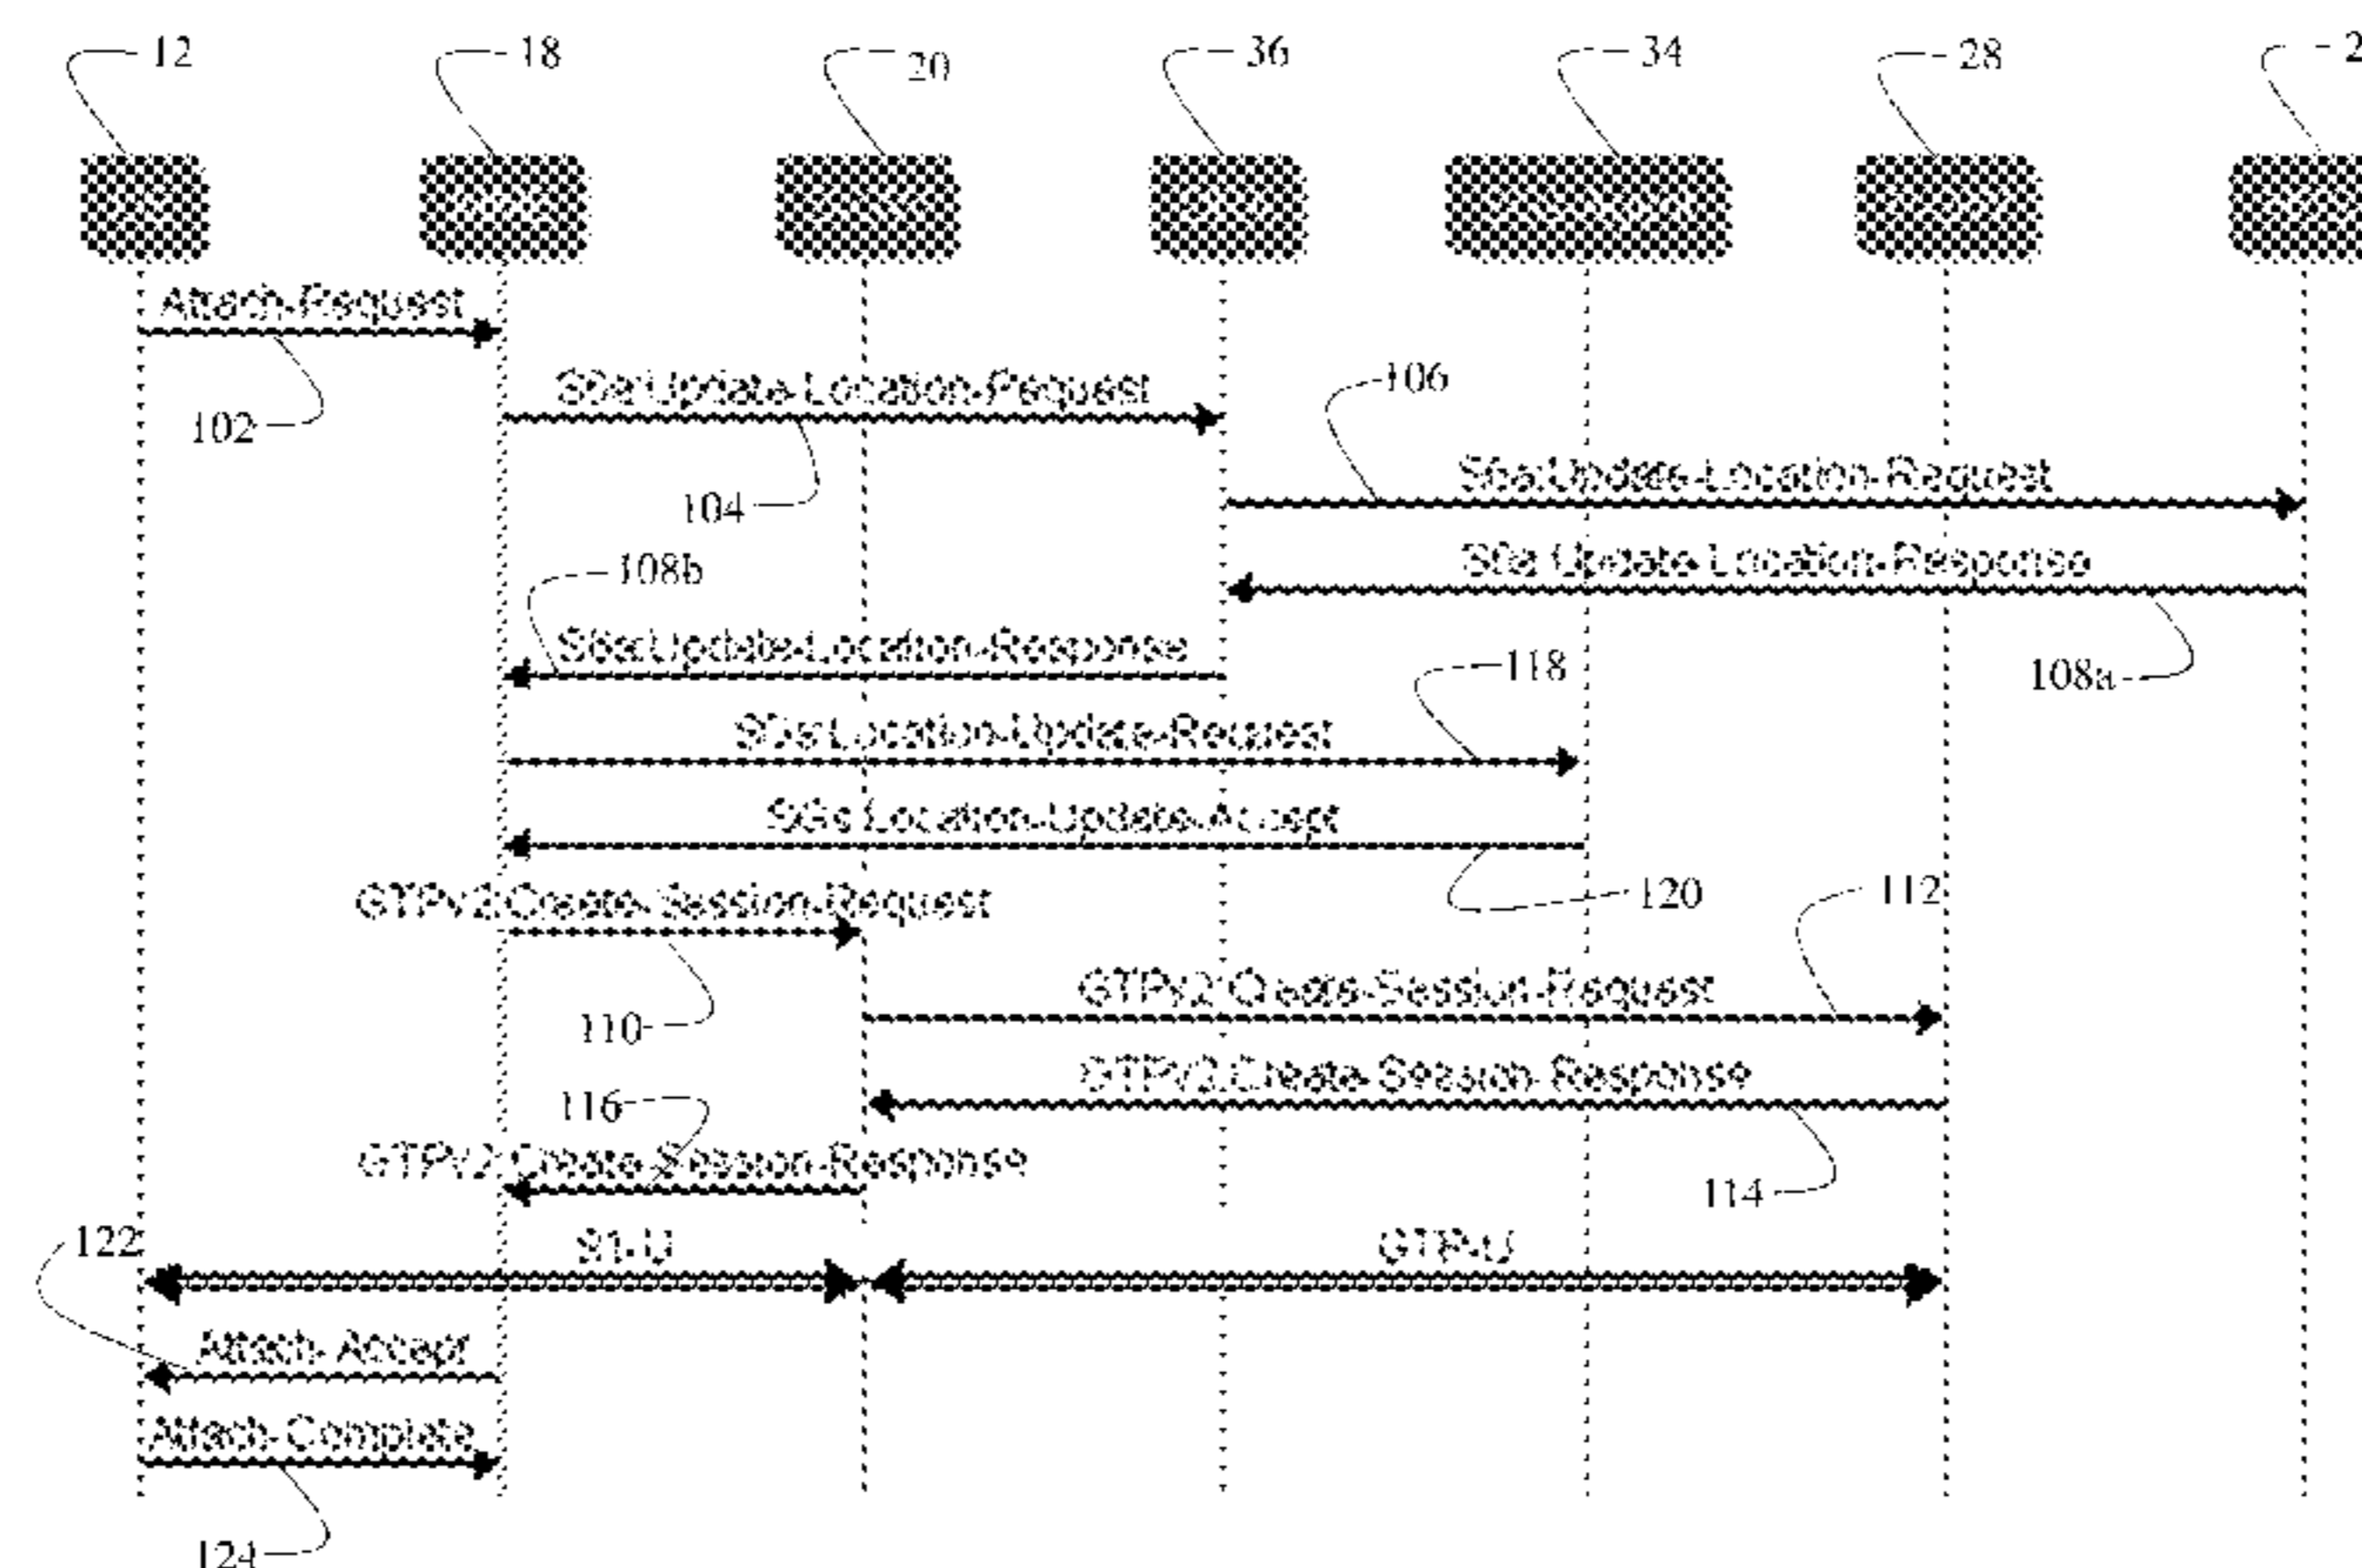 12 18 20 36 34 28 2
Attach-Request
S6a:Update-Location-Request
106
102
S6a:Update-Location-Request
104
S6a:Update-Location-Response
108b
S6a:Update-Location-Response
118
108a
SGs:Location-Update-Request
SGs:Location-Update-Accept
GTPv2:Create-Session-Request
120
112
GTPv2:Create-Session-Request
110
GTPv2:Create-Session-Response
116
GTPv2:Create-Session-Response
114
122
S1-U
GTP-U
Attach-Accept
Attach-Complete
124